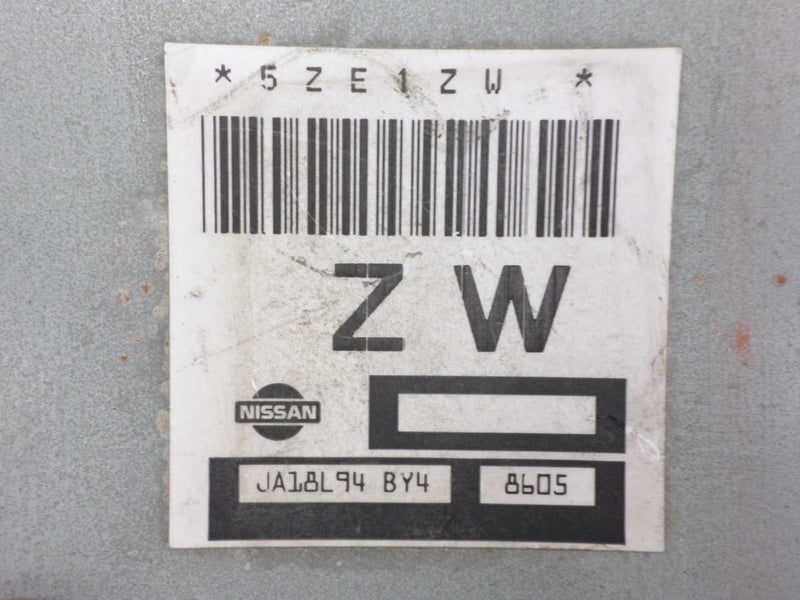 *5ZE1ZW *
ZW
NISSAN
JA18L94 BY4 8605